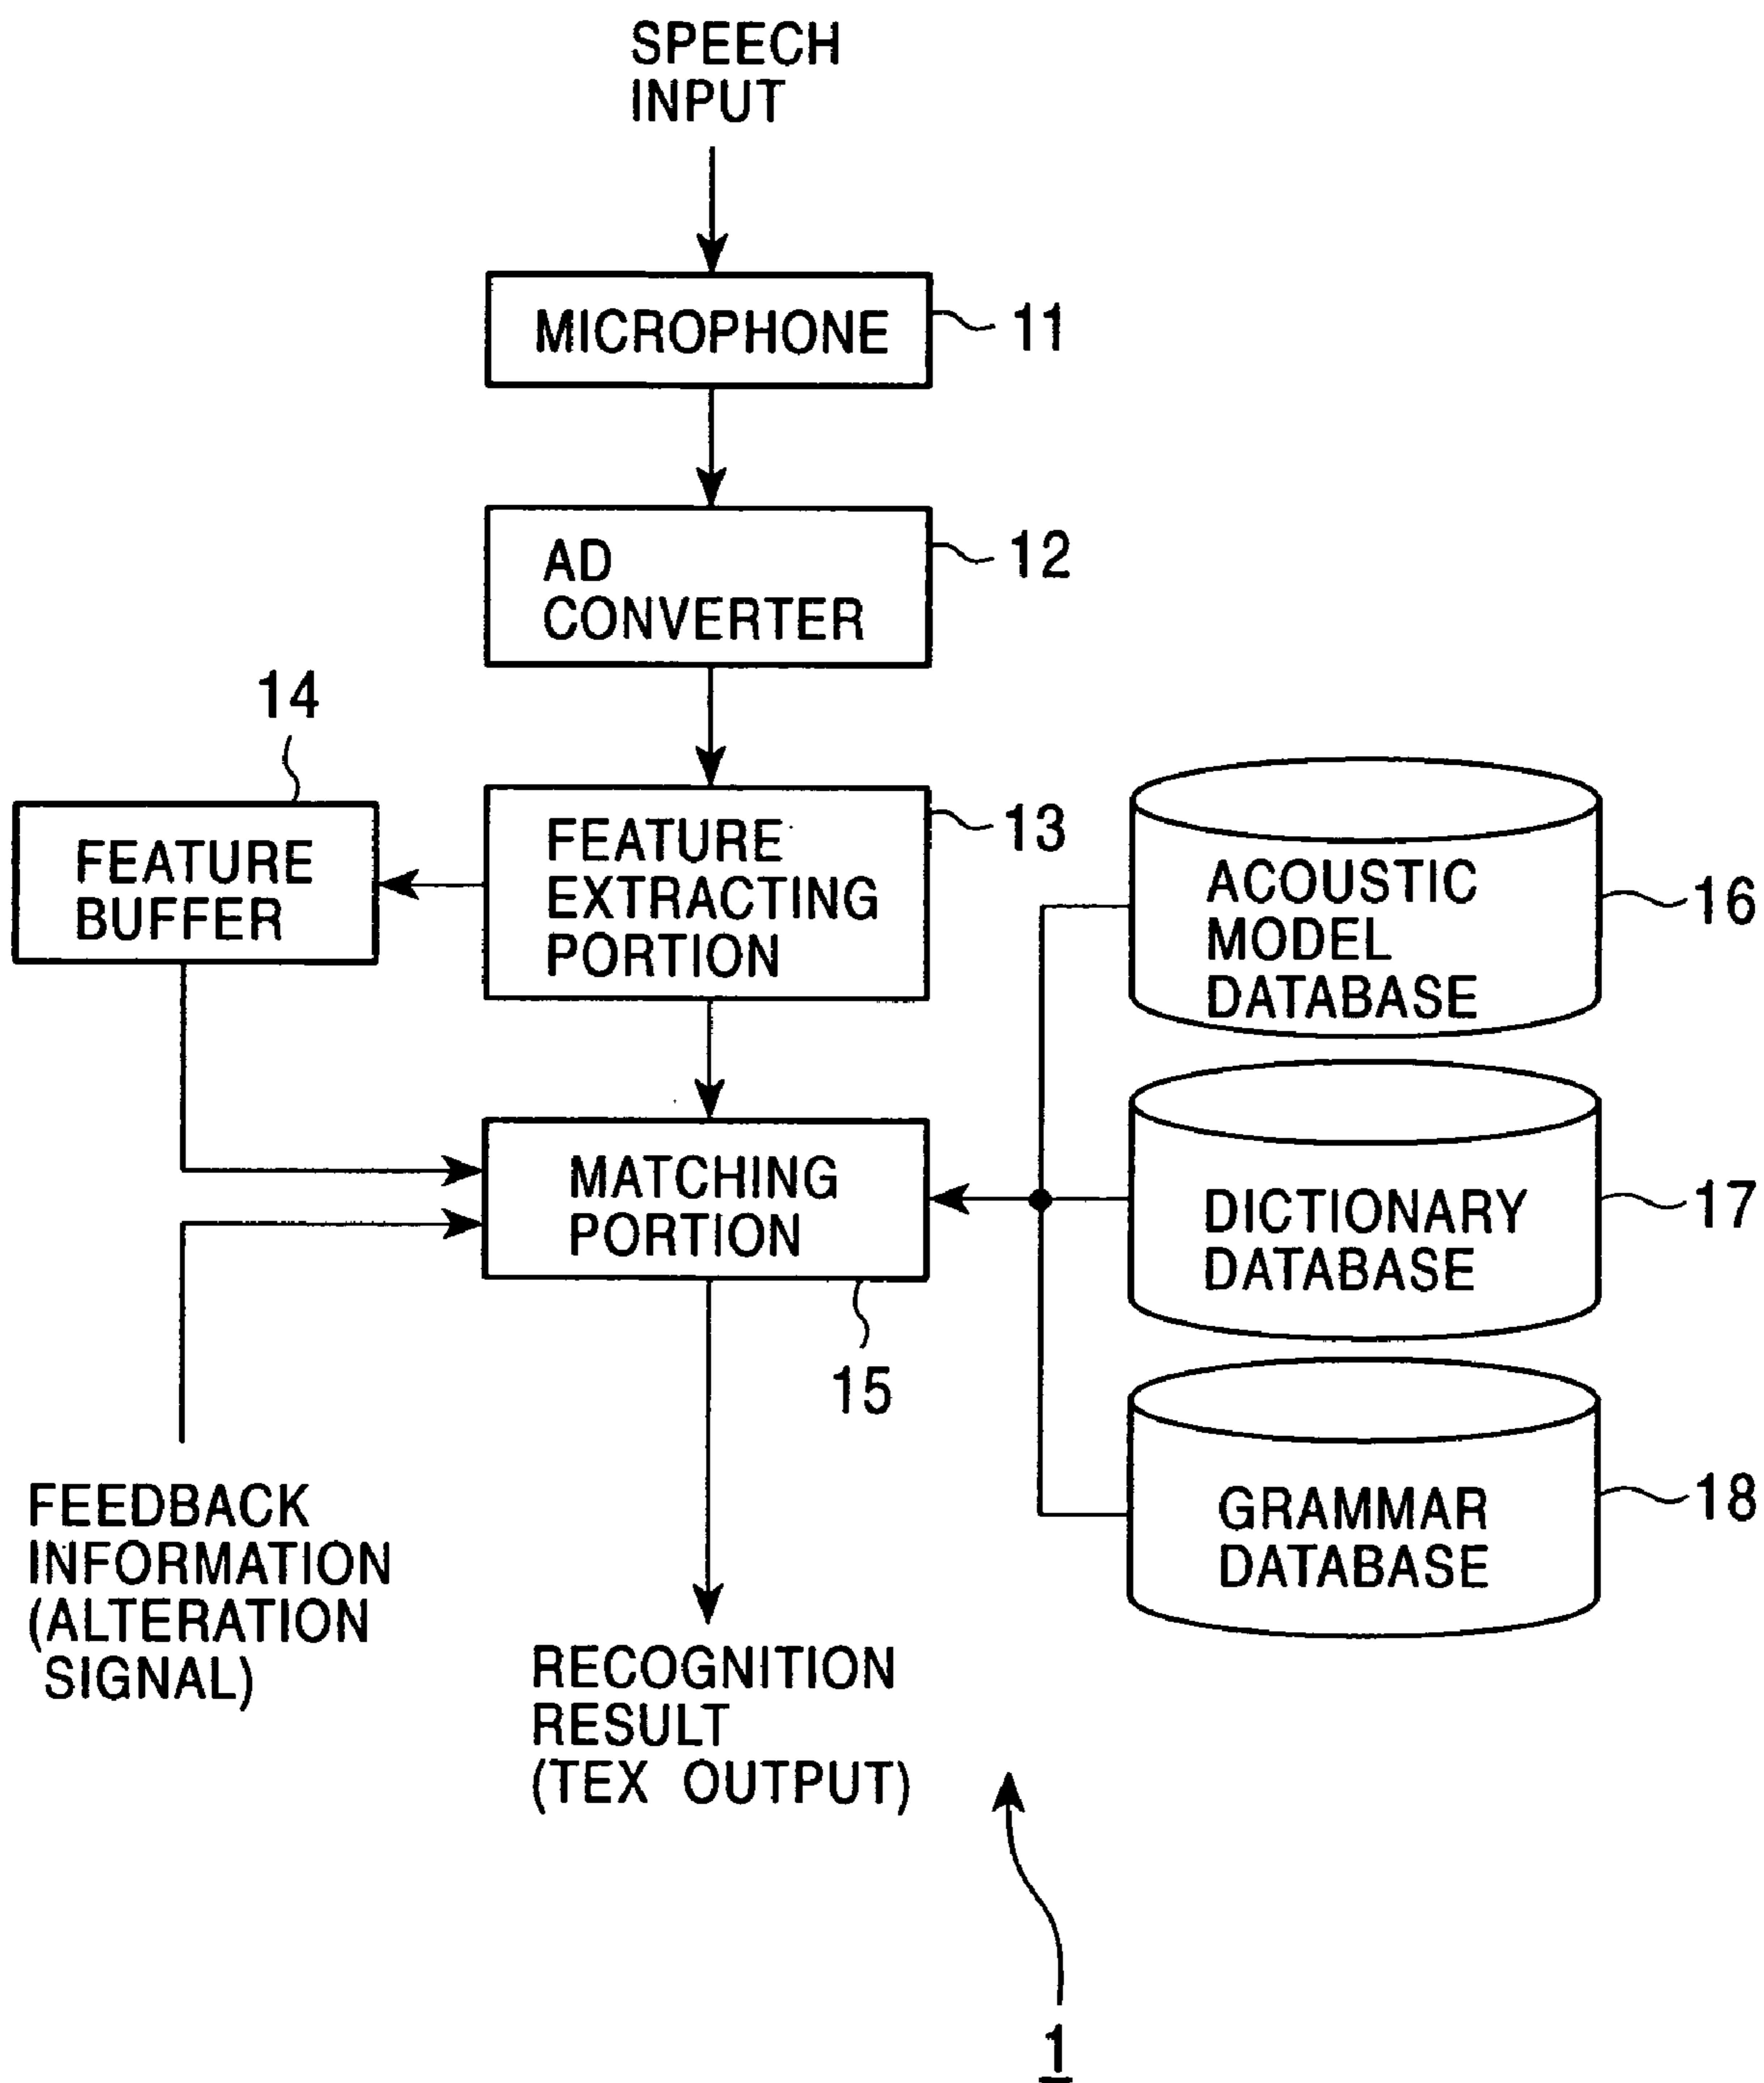 SPEECH
INPUT
MICROPHONE
11
AD
CONVERTER
12
14
FEATURE
BUFFER
FEATURE
EXTRACTING
PORTION
13
ACOUSTIC
MODEL
DATABASE
16
MATCHING
PORTION
15
DICTIONARY
DATABASE
17
GRAMMAR
DATABASE
18
FEEDBACK
INFORMATION
(ALTERATION
SIGNAL)
RECOGNITION
RESULT
(TEX OUTPUT)
1